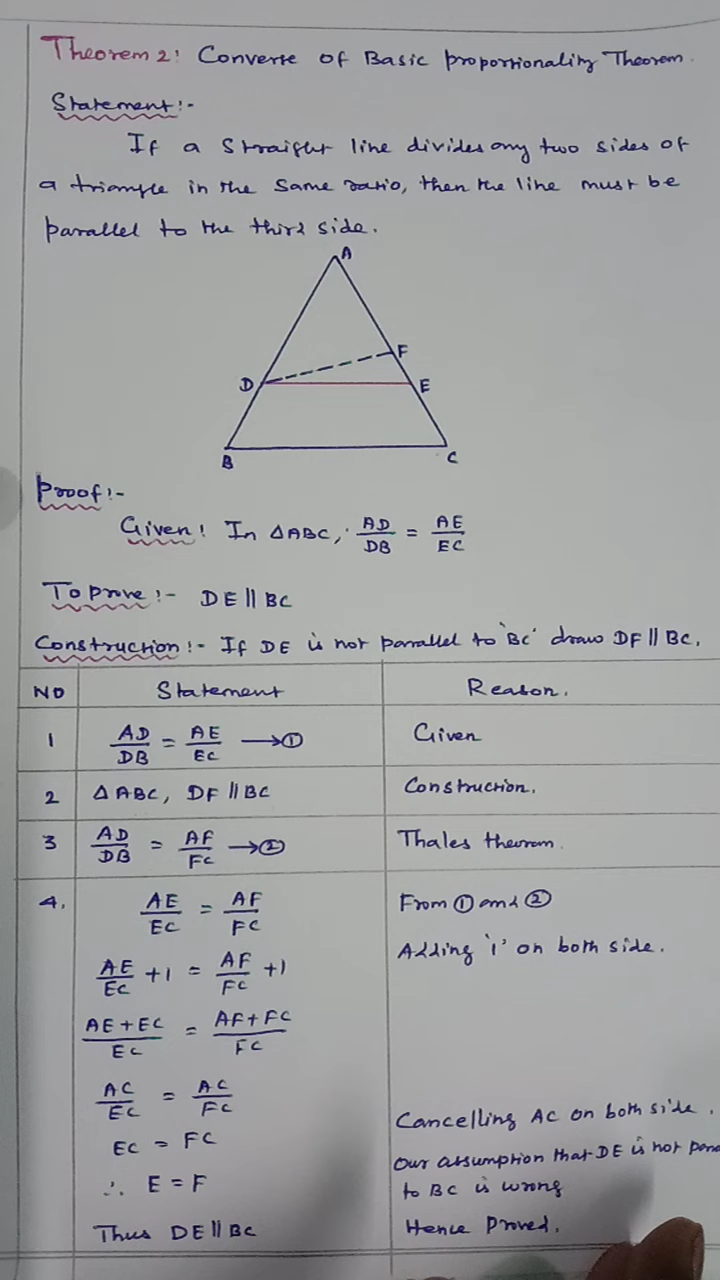 Theorem 2: Converse of Basic proportionality Theorem.
Statement:-
If a straight line divides any two sides of
a triangle in the same ratio, then the line must be
parallel to the third side.
A
F
D
E
B
C
Proof:-
Given: In △ABC, AD/DB = AE/EC
To prove:- DE || BC
Construction:- If DE is not parallel to 'BC' draw DF || BC.
NO Statement Reason.
1 AD/DB = AE/EC → ① Given
2 △ABC, DF || BC Construction.
3 AD/DB = AF/FC → ② Thales theorem.
4. AE/EC = AF/FC From ① and ②
AE/EC +1 = AF/FC +1 Adding '1' on both side.
AE+EC/EC = AF+FC/FC
AC/EC = AC/FC Cancelling AC on both side.
EC = FC Our assumption that DE is not
∴ E = F to BC is wrong
Thus DE || BC Hence Proved.